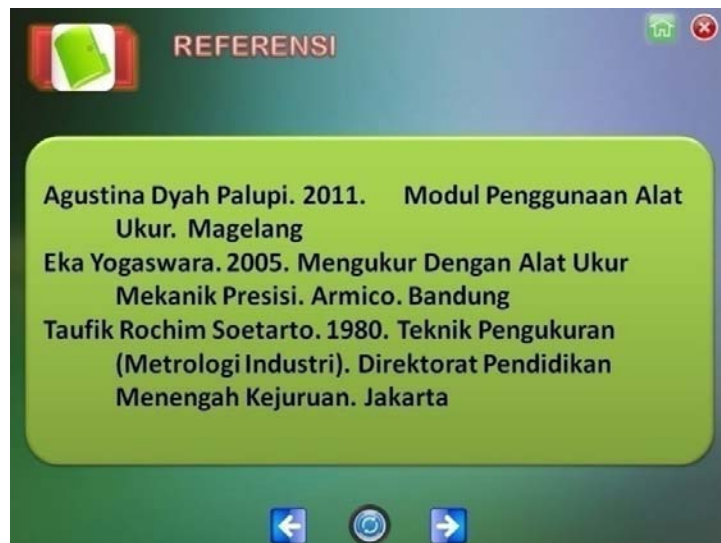 REFERENSI
Agustina Dyah Palupi. 2011. Modul Penggunaan Alat
Ukur. Magelang
Eka Yogaswara. 2005. Mengukur Dengan Alat Ukur
Mekanik Presisi. Armico. Bandung
Taufik Rochim Soetarto. 1980. Teknik Pengukuran
(Metrologi Industri). Direktorat Pendidikan
Menengah Kejuruan. Jakarta